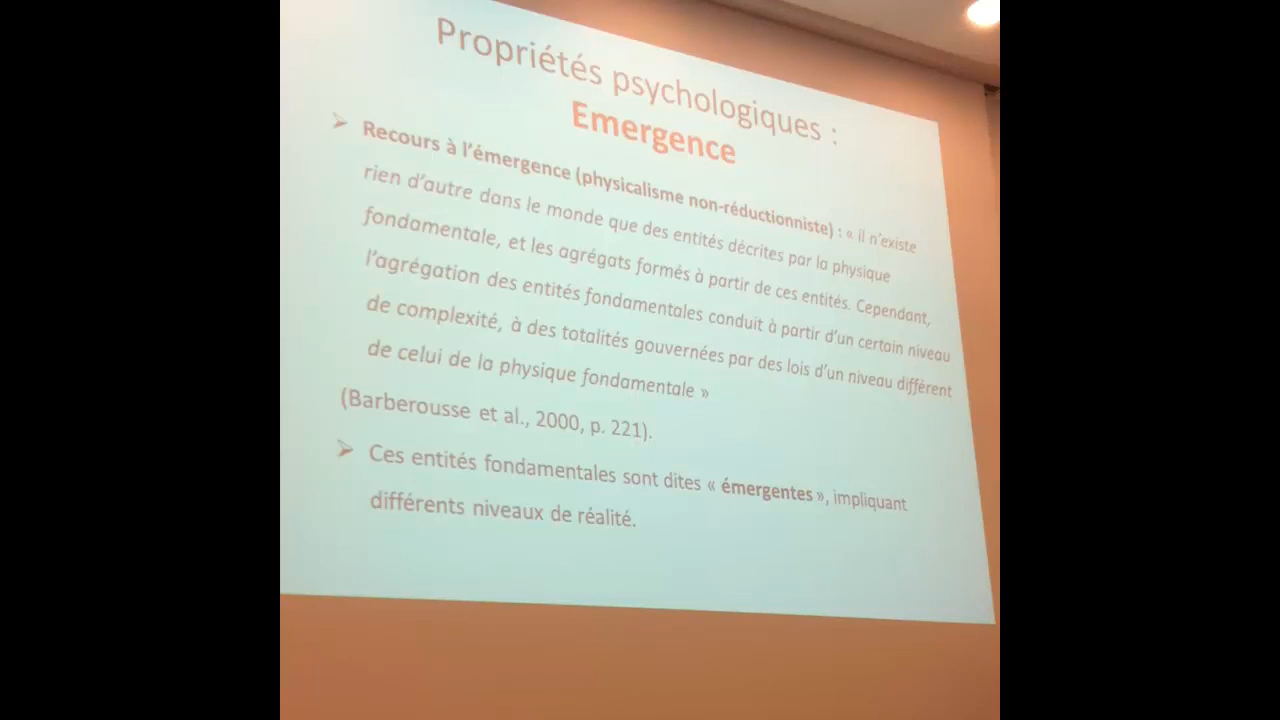 Propriétés psychologiques :
Emergence
➢ Recours à l'émergence (physicalisme non-réductionniste) : « il n'existe
rien d'autre dans le monde que des entités décrites par la physique
fondamentale, et les agrégats formés à partir de ces entités. Cependant,
l'agrégation des entités fondamentales conduit à partir d'un certain niveau
de complexité, à des totalités gouvernées par des lois d'un niveau différent
de celui de la physique fondamentale »
(Barberousse et al., 2000, p. 221).
➢ Ces entités fondamentales sont dites « émergentes », impliquant
différents niveaux de réalité.